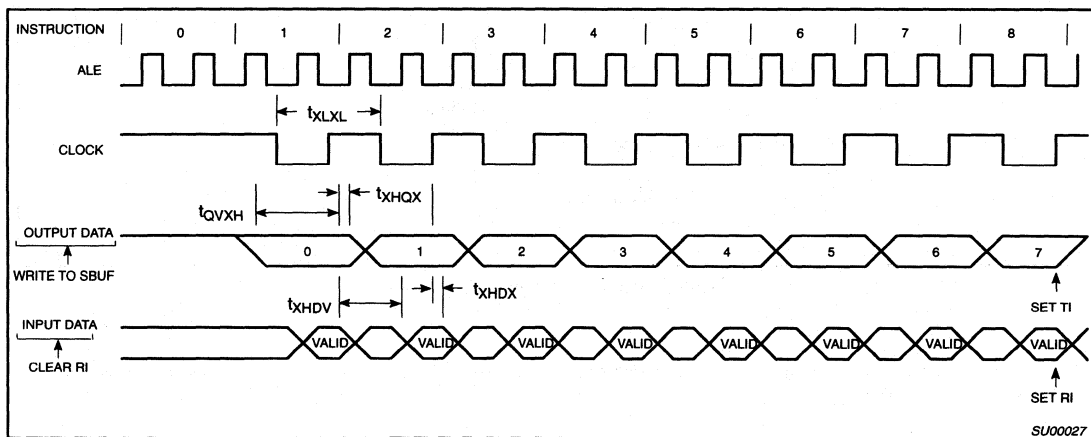 INSTRUCTION | 0 | 1 | 2 | 3 | 4 | 5 | 6 | 7 | 8 |
ALE
tXLXL
CLOCK
tXHQX
tQVXH
OUTPUT DATA
0 1 2 3 4 5 6 7
WRITE TO SBUF
tXHDX
tXHDV
SET TI
INPUT DATA
VALID VALID VALID VALID VALID VALID VALID VALID
CLEAR RI
SET RI
SU00027